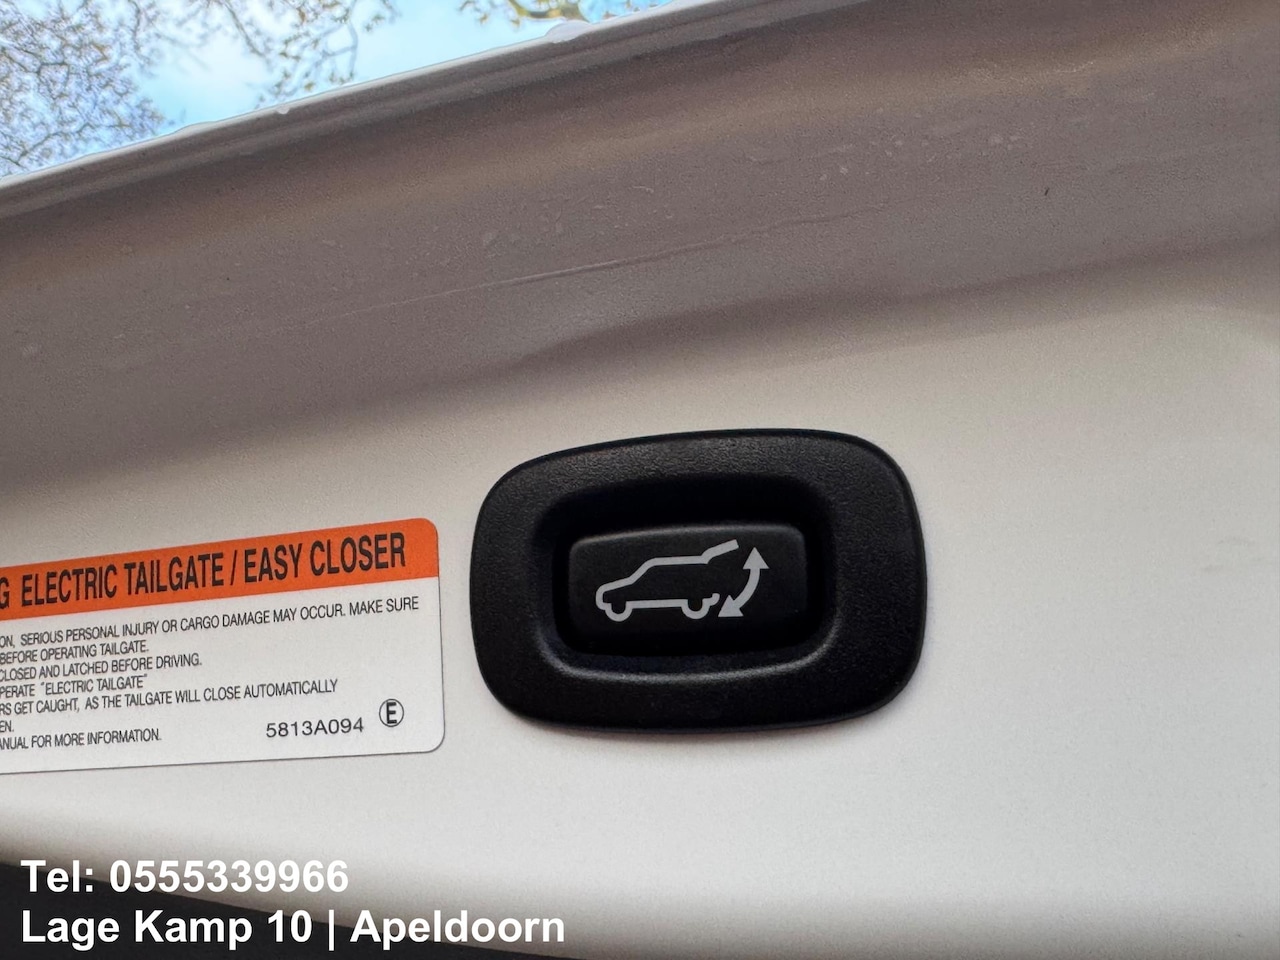 G ELECTRIC TAILGATE / EASY CLOSER
ON, SERIOUS PERSONAL INJURY OR CARGO DAMAGE MAY OCCUR. MAKE SURE
BEFORE OPERATING TAILGATE.
CLOSED AND LATCHED BEFORE DRIVING.
PERATE "ELECTRIC TAILGATE"
RS GET CAUGHT, AS THE TAILGATE WILL CLOSE AUTOMATICALLY
EN.
ANUAL FOR MORE INFORMATION.
5813A094 E
Tel: 0555339966
Lage Kamp 10 | Apeldoorn